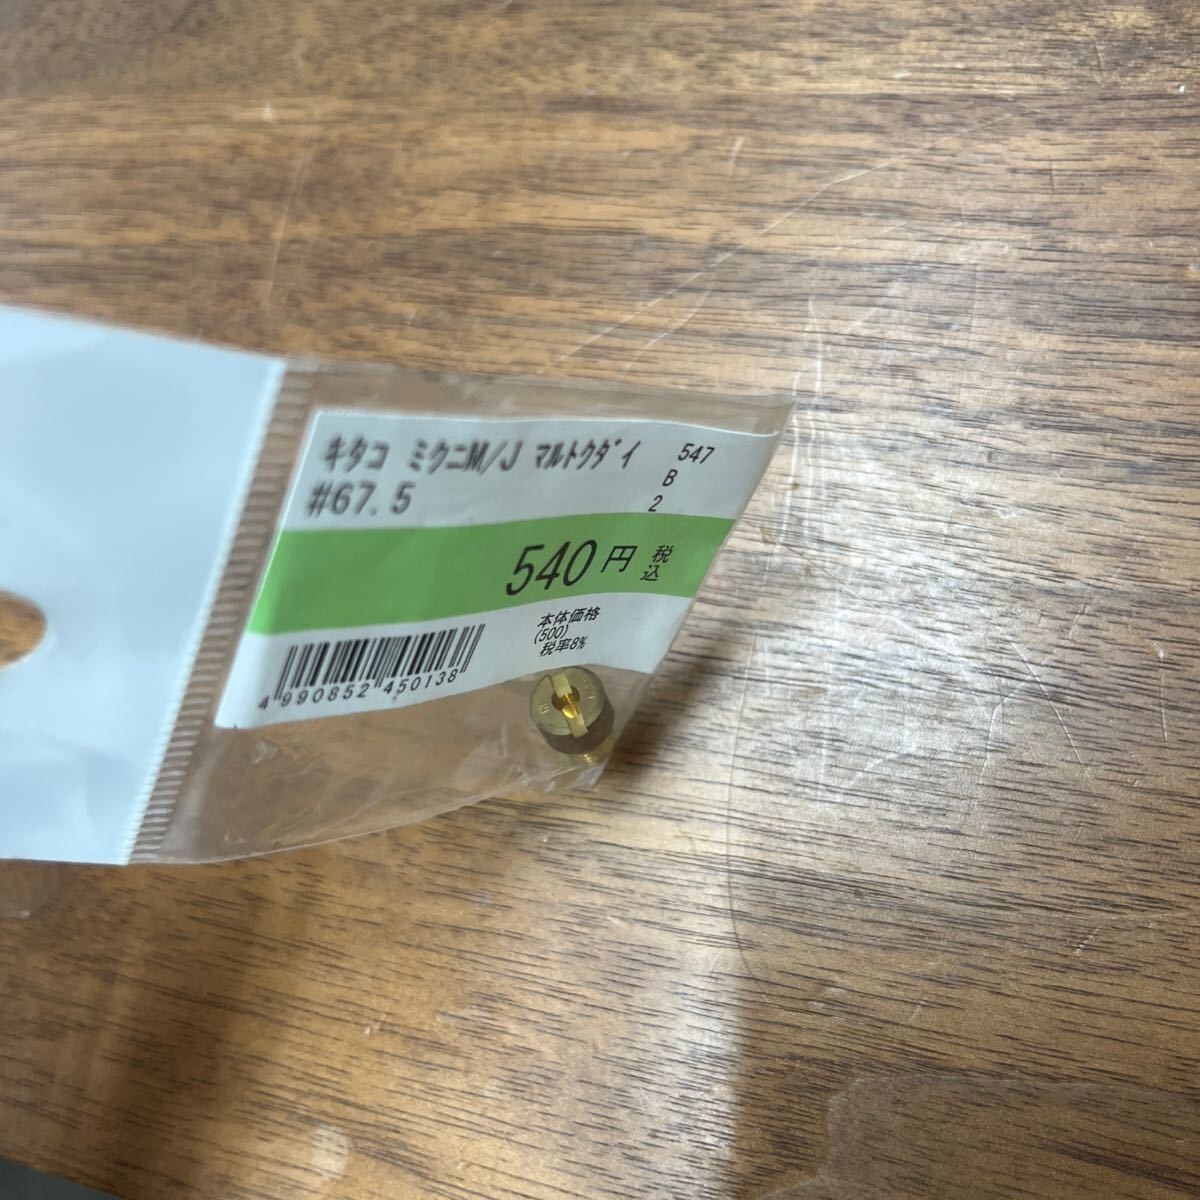 キタコ ミクニM/J マルトクダイ 547
#67.5 B
2
540円 税込
本体価格
(500)
税率8%
4 990852 450138